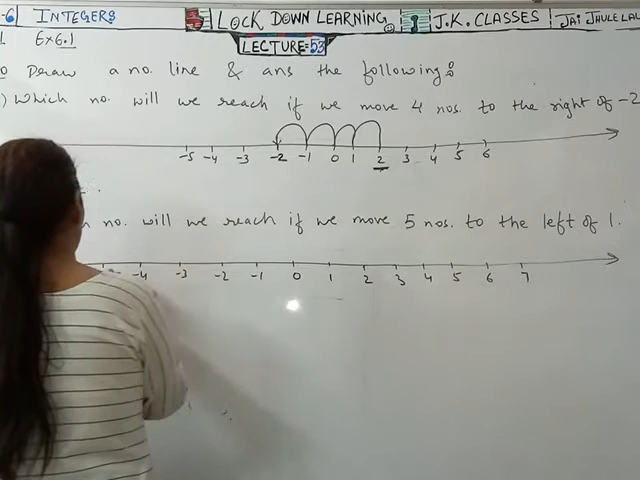 -6 INTEGERS LOCK DOWN LEARNING J.K. CLASSES JAI JHULELAL
Ex 6.1 LECTURE=53
Draw a no. line & ans the following:
) Which no. will we reach if we move 4 nos. to the right of -2
-5 -4 -3 -2 -1 0 1 2 3 4 5 6
no. will we reach if we move 5 nos. to the left of 1.
-4 -3 -2 -1 0 1 2 3 4 5 6 7